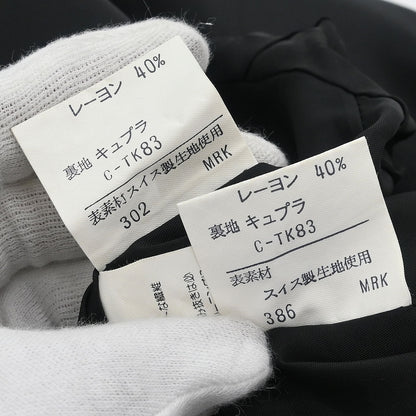 レーヨン 40%
裏地 キュプラ
C-TK83
表素材スイス製生地使用
302 MRK
レーヨン 40%
裏地 キュプラ
C-TK83
表素材
スイス製生地使用
386 MRK